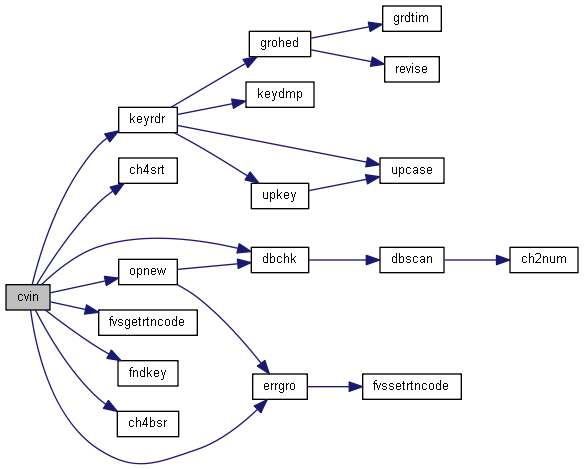 grdtim
grohed
revise
keydmp
keyrdr
ch4srt
upcase
upkey
dbchk
dbscan
ch2num
opnew
cvin
fvsgetrtncode
fndkey
errgro
fvssetrtncode
ch4bsr